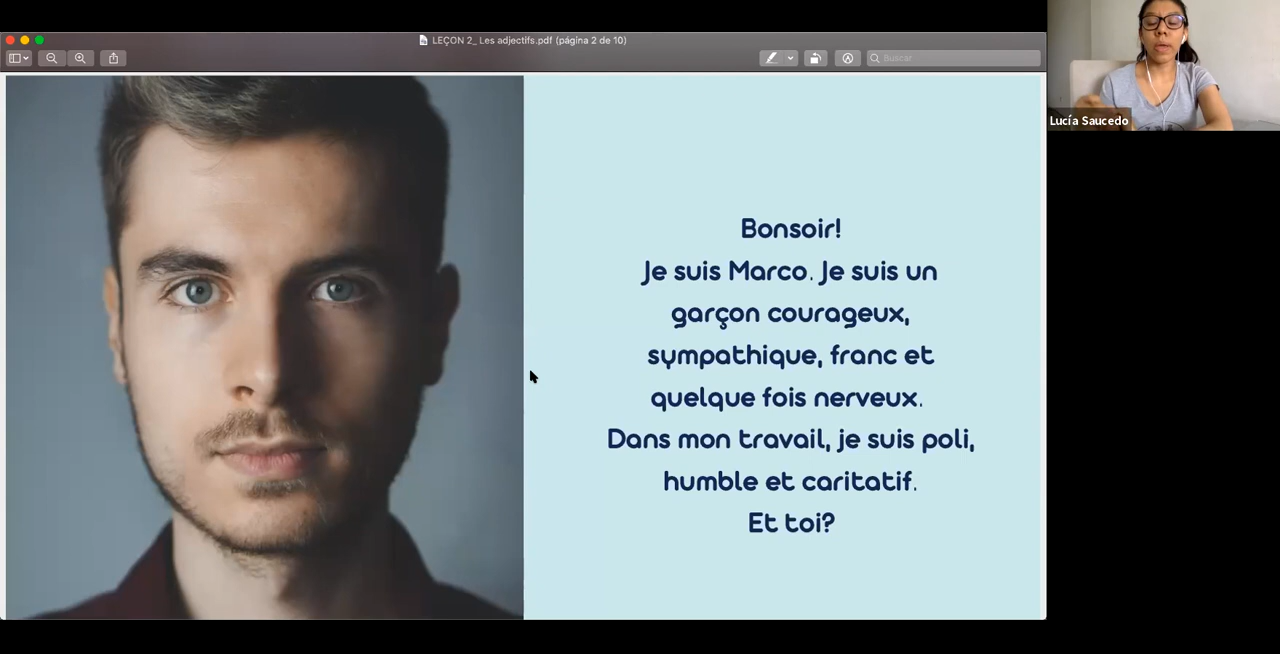 LEÇON 2_ Les adjectifs.pdf (página 2 de 10)
Buscar
Lucía Saucedo
Bonsoir!
Je suis Marco. Je suis un
garçon courageux,
sympathique, franc et
quelque fois nerveux.
Dans mon travail, je suis poli,
humble et caritatif.
Et toi?